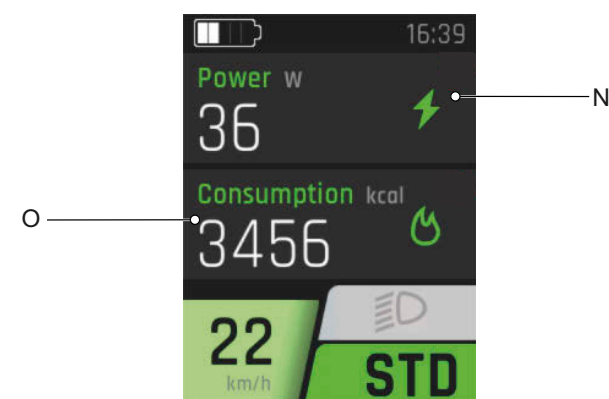 16:39
Power W
36
N
Consumption kcal
O
3456
22
km/h
STD